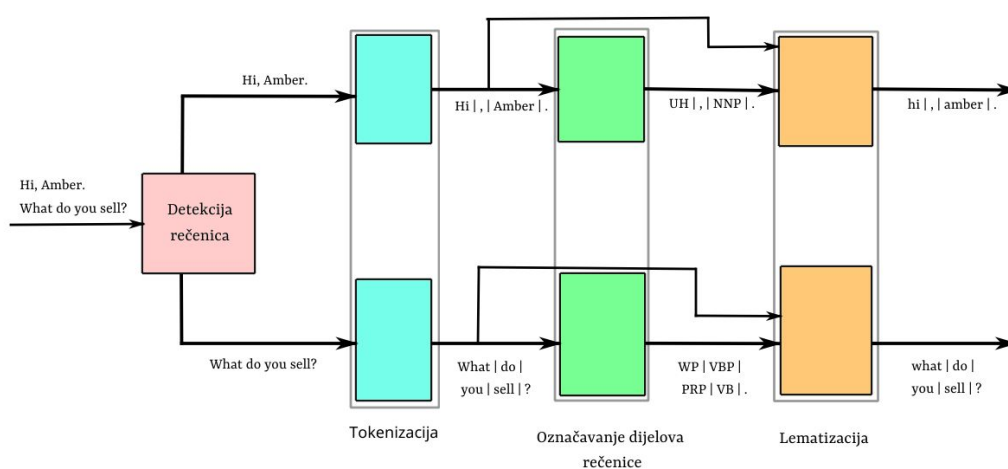 Hi, Amber.
Hi | , | Amber | .
UH | , | NNP | .
hi | , | amber | .
Hi, Amber.
What do you sell?
Detekcija
rečenica
What do you sell?
What | do |
you | sell | ?
WP | VBP |
PRP | VB | .
what | do |
you | sell | ?
Tokenizacija
Označavanje dijelova
rečenice
Lematizacija